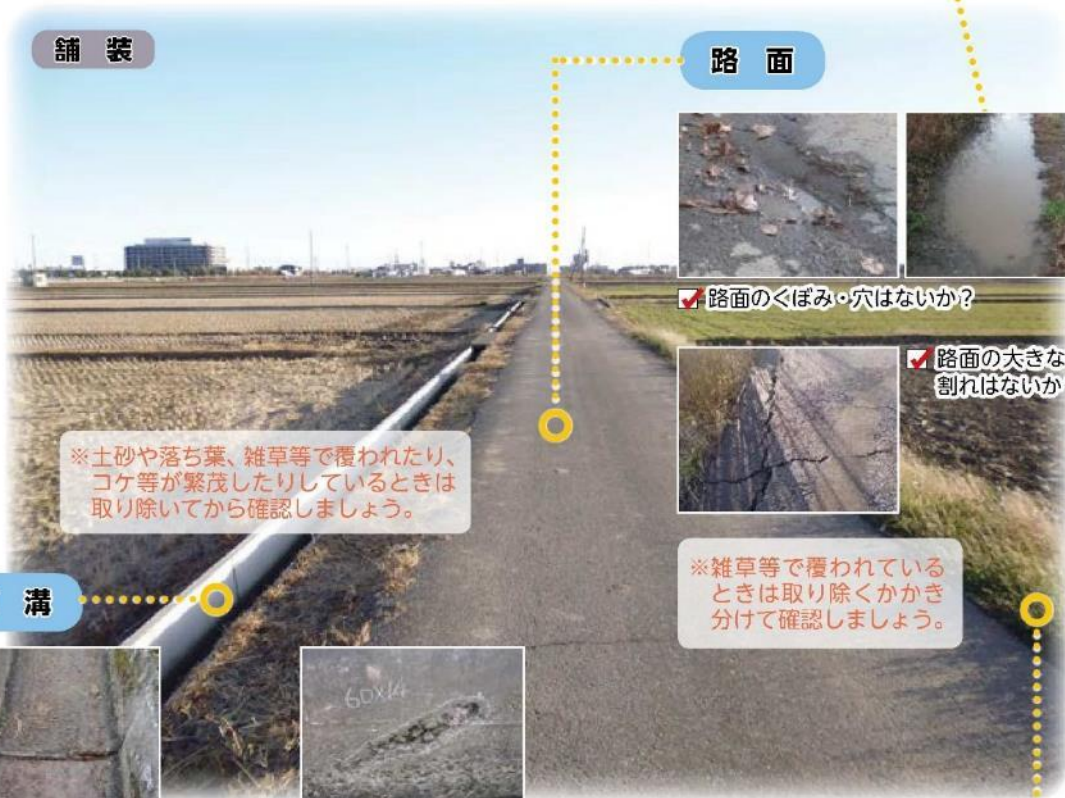 舗 装
路 面
路面のくぼみ・穴はないか?
路面の大きな
割れはないか
※土砂や落ち葉、雑草等で覆われたり、
コケ等が繁茂したりしているときは
取り除いてから確認しましょう。
※雑草等で覆われている
ときは取り除くかかき
分けて確認しましょう。
溝
60×14